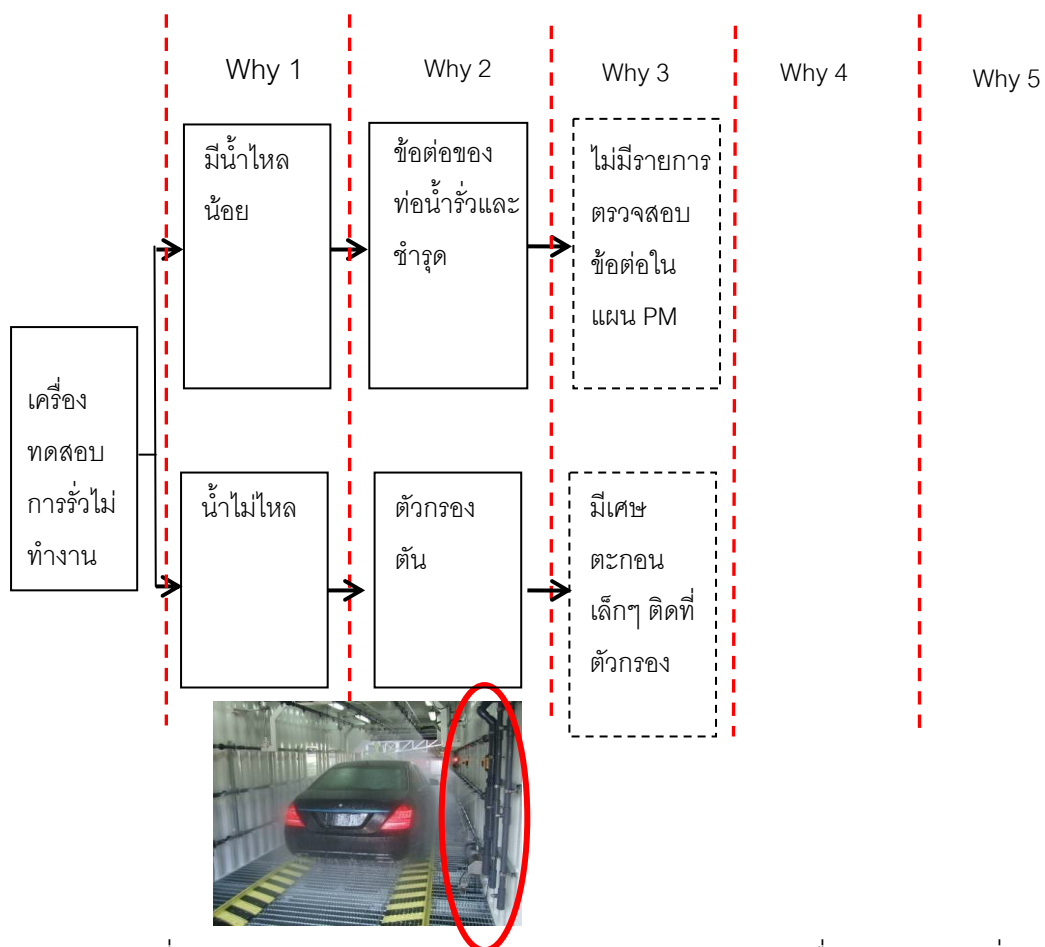 Why 1
Why 2
Why 3
Why 4
Why 5
มีน้ำไหล
น้อย
ข้อต่อของ
ท่อน้ำรั่วและ
ชำรุด
ไม่มีรายการ
ตรวจสอบ
ข้อต่อใน
แผน PM
เครื่อง
ทดสอบ
การรั่วไม่
ทำงาน
น้ำไม่ไหล
ตัวกรอง
ตัน
มีเศษ
ตะกอน
เล็กๆ ติดที่
ตัวกรอง